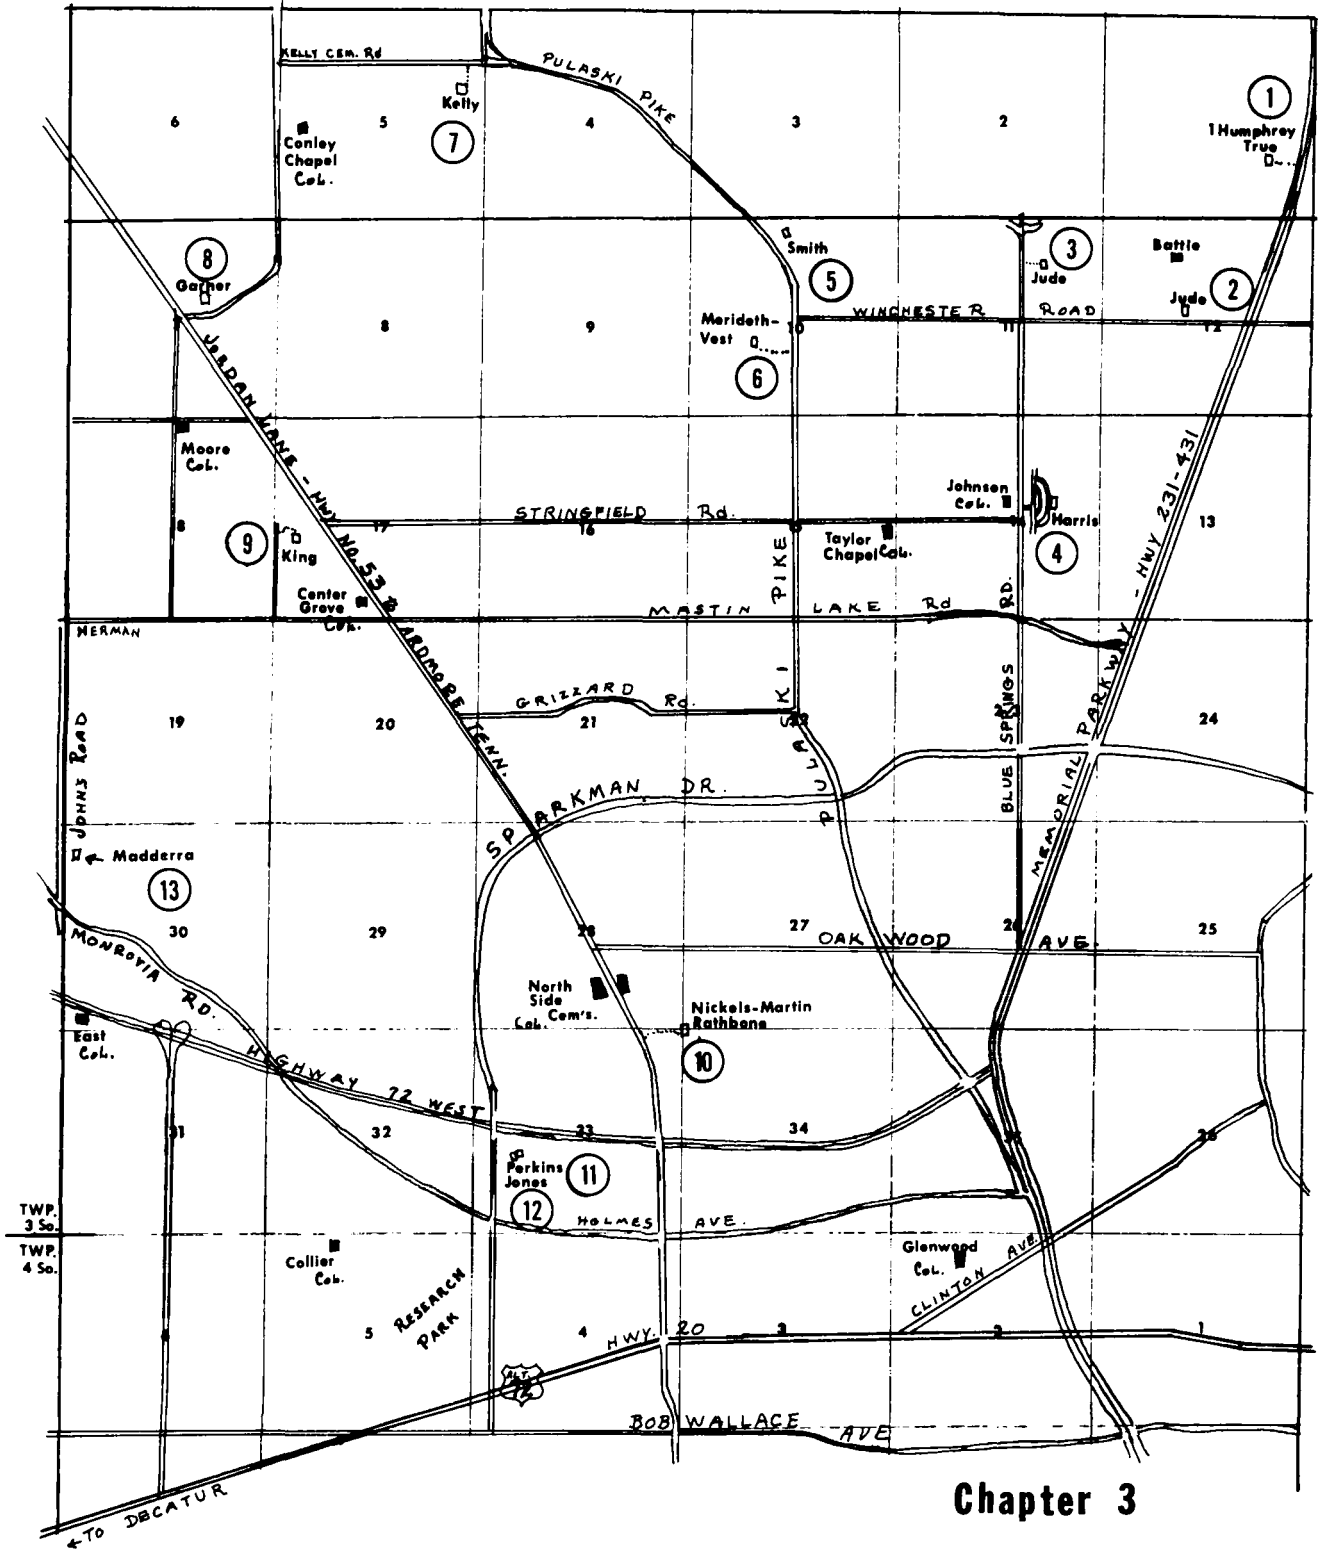 KELLY CEM. Rd
PULASKI
PIKE
Kelly
7
6
5
4
3
2
1
1 Humphrey
True
Conley
Chapel
Col.
8
Garner
Smith
5
3
Jude
Battle
2
Jude
WINCHESTER ROAD
Merideth-
Vest
6
8
9
10
11
12
JORDAN LANE - HWY No. 53 to ARDMORE TENN.
Moore
Col.
STRINGFIELD Rd.
Johnson
Col.
Harris
4
Taylor
Chapel Col.
13
17
16
9
King
Center
Grove
Col.
PULASKI PIKE
HERMAN
MASTIN LAKE Rd
BLUE SPRINGS RD.
MEMORIAL PARKWAY - HWY 231-431
GRIZZARD Rd.
19
20
21
22
24
JOHNS ROAD
SPARKMAN DR.
Madderra
13
MONROVIA RD.
30
29
28
27
26
25
OAKWOOD AVE.
North
Side
Col. Cem's.
Nickels-Martin
Rathbone
10
East
Col.
HIGHWAY 72 WEST
31
32
33
34
35
36
Perkins
Jones
11
12
HOLMES AVE.
TWP.
3 So.
TWP.
4 So.
Collier
Col.
RESEARCH
PARK
Glenwood
Col.
CLINTON AVE.
5
4
3
2
1
HWY. 20
ALT.
72
BOB WALLACE AVE
←TO DECATUR
Chapter 3